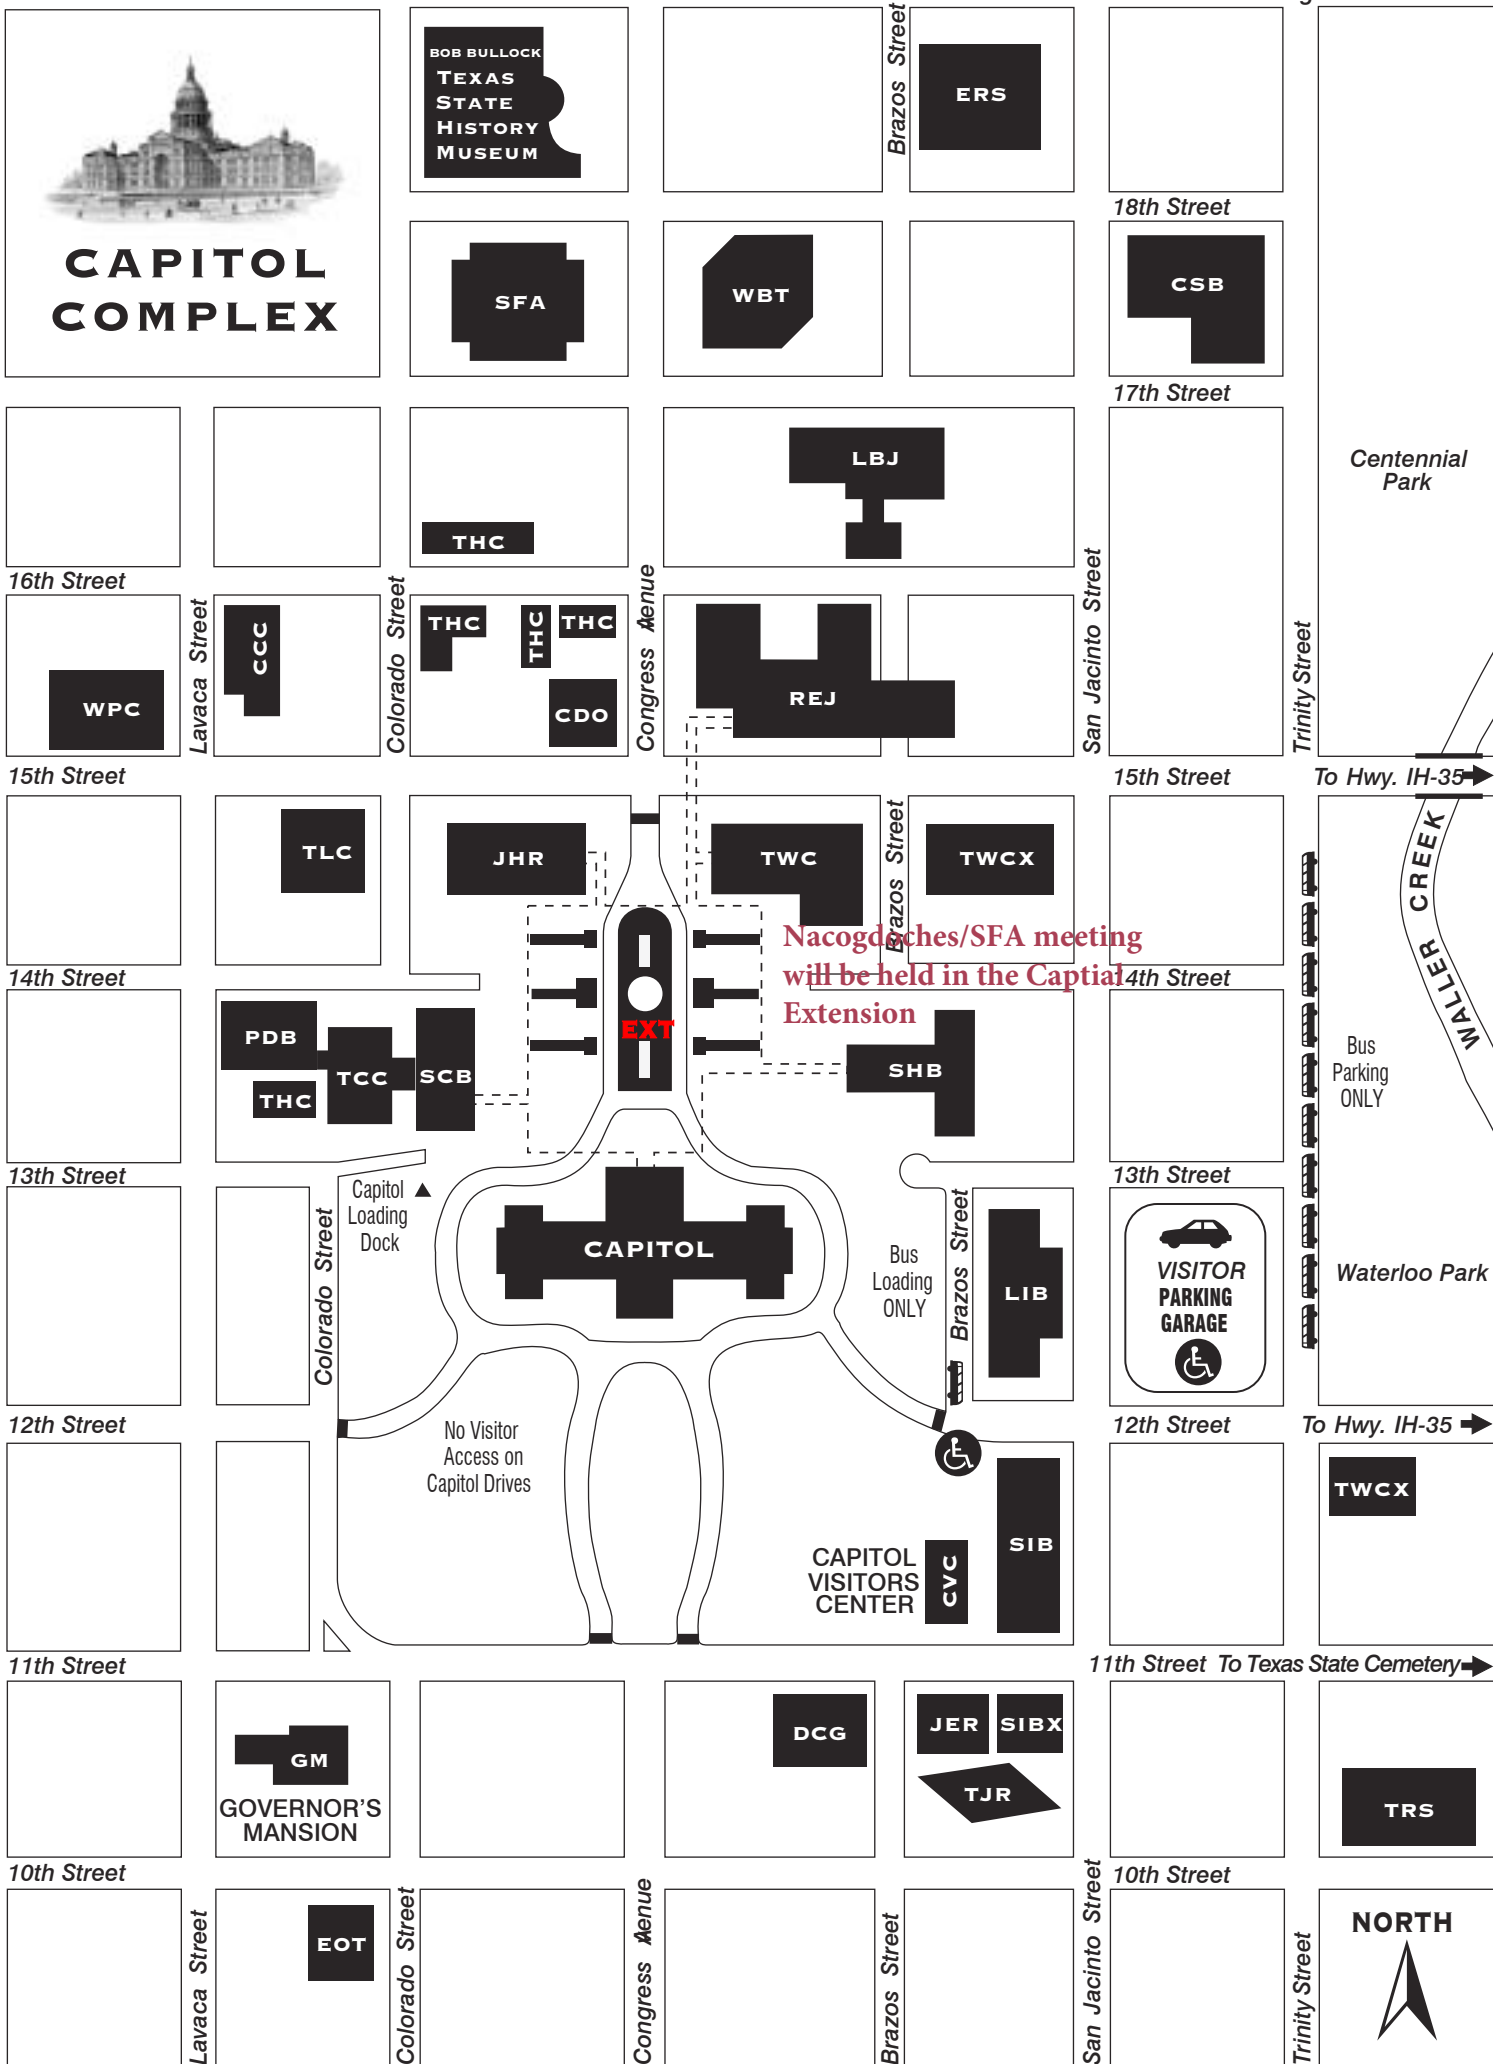 CAPITOL
COMPLEX
BOB BULLOCK
TEXAS
STATE
HISTORY
MUSEUM
Brazos Street
ERS
18th Street
SFA
WBT
CSB
17th Street
LBJ
Centennial
Park
THC
16th Street
Lavaca Street
CCC
Colorado Street
THC
THC
THC
Congress Avenue
San Jacinto Street
Trinity Street
WPC
CDO
REJ
15th Street
15th Street
To Hwy. IH-35
TLC
JHR
TWC
Brazos Street
TWCX
WALLER CREEK
Nacogdoches/SFA meeting
will be held in the Captial
Extension
14th Street
14th Street
EXT
PDB
TCC
SCB
THC
SHB
Bus
Parking
ONLY
13th Street
13th Street
Capitol
Loading
Dock
Colorado Street
CAPITOL
Bus
Loading
ONLY
Brazos Street
LIB
VISITOR
PARKING
GARAGE
Waterloo Park
12th Street
12th Street
To Hwy. IH-35
No Visitor
Access on
Capitol Drives
TWCX
SIB
CAPITOL
VISITORS
CENTER
CVC
11th Street
11th Street To Texas State Cemetery
GM
GOVERNOR'S
MANSION
DCG
JER
SIBX
TJR
TRS
10th Street
10th Street
Lavaca Street
EOT
Colorado Street
Congress Avenue
Brazos Street
San Jacinto Street
Trinity Street
NORTH